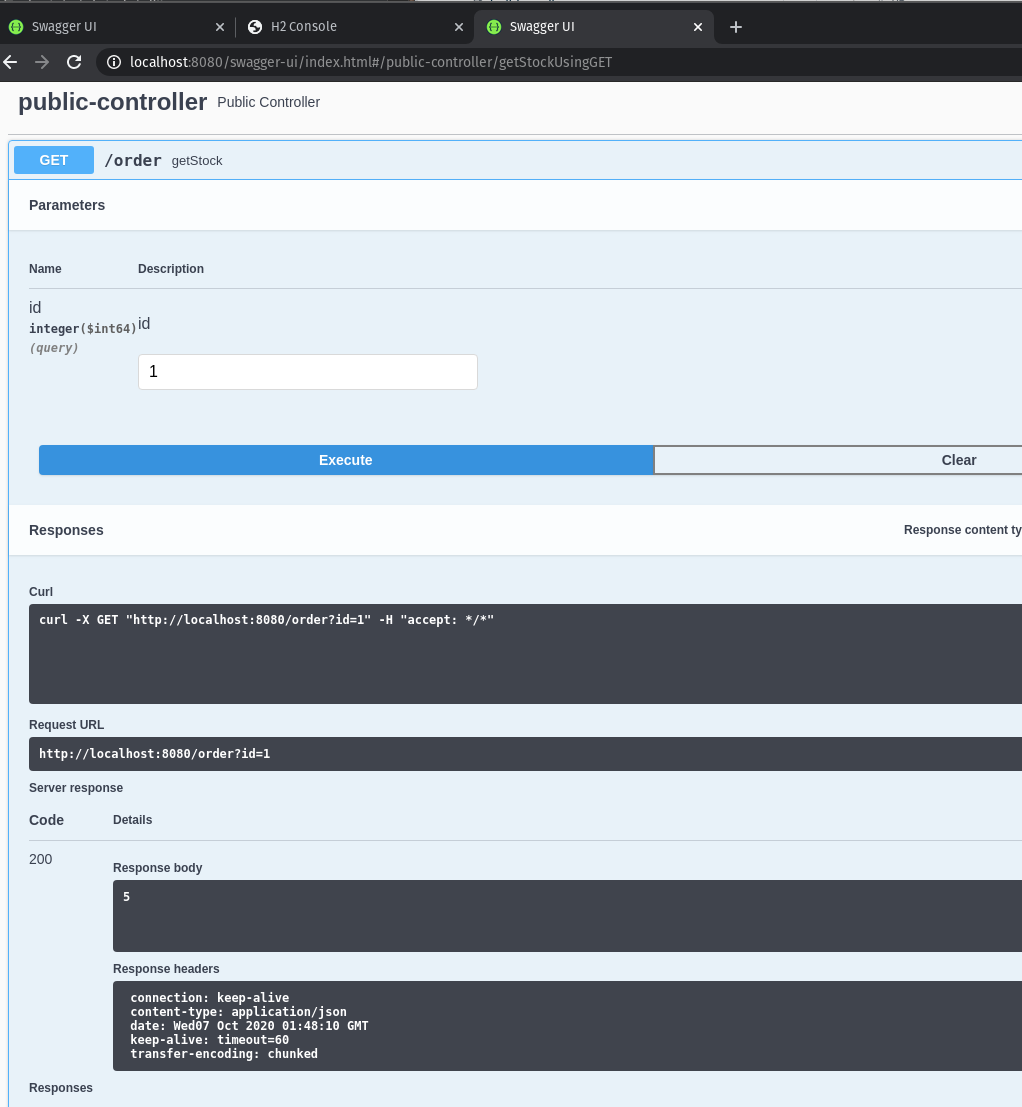 Swagger UI
H2 Console
Swagger UI
localhost:8080/swagger-ui/index.html#/public-controller/getStockUsingGET
public-controller Public Controller
GET /order getStock
Parameters
Name Description
id
integer($int64)
(query)
id
1
Execute Clear
Responses Response content ty
Curl
curl -X GET "http://localhost:8080/order?id=1" -H "accept: */*"
Request URL
http://localhost:8080/order?id=1
Server response
Code Details
200
Response body
5
Response headers
connection: keep-alive
content-type: application/json
date: Wed07 Oct 2020 01:48:10 GMT
keep-alive: timeout=60
transfer-encoding: chunked
Responses